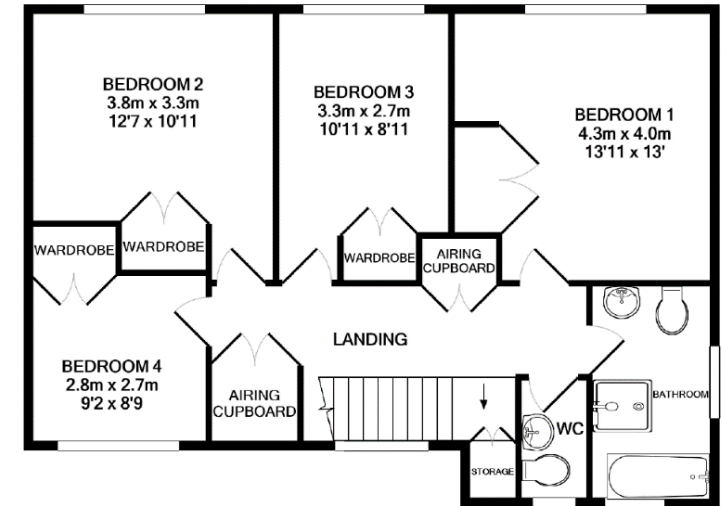 BEDROOM 2
3.8m x 3.3m
12'7 x 10'11
BEDROOM 3
3.3m x 2.7m
10'11 x 8'11
BEDROOM 1
4.3m x 4.0m
13'11 x 13'
WARDROBE
WARDROBE
WARDROBE
AIRING
CUPBOARD
LANDING
BEDROOM 4
2.8m x 2.7m
9'2 x 8'9
AIRING
CUPBOARD
BATHROOM
WC
STORAGE